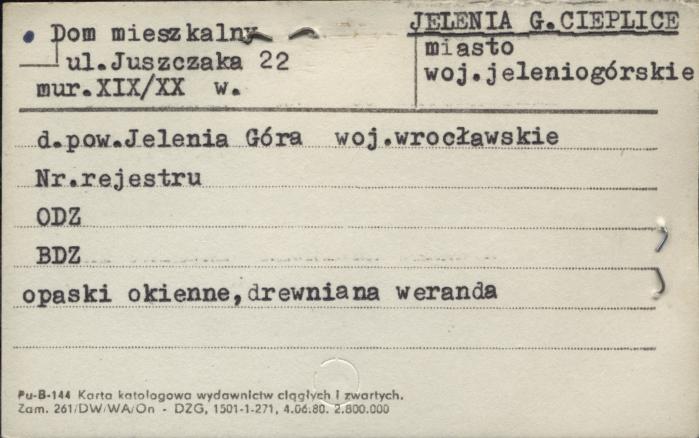 Dom mieszkalny
ul.Juszczaka 22
mur.XIX/XX w.
JELENIA G.CIEPLICE
miasto
woj.jeleniogórskie
d.pow.Jelenia Góra woj.wrocławskie
Nr.rejestru
ODZ
BDZ
opaski okienne,drewniana weranda
Pu-B-144 Karta katalogowa wydawnictw ciągłych i zwartych.
Zam. 261/DW/WA/On - DZG, 1501-1-271, 4.06.80. 2.800.000